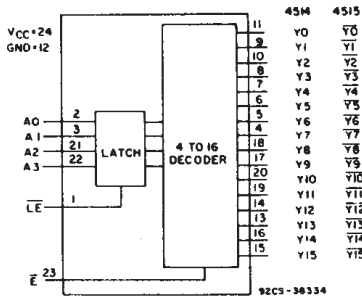 4514 4515
VCC=24
GND=12
11 Y0 Y0
9 Y1 Y1
10 Y2 Y2
8 Y3 Y3
7 Y4 Y4
6 Y5 Y5
5 Y6 Y6
4 Y7 Y7
18 Y8 Y8
17 Y9 Y9
20 Y10 Y10
19 Y11 Y11
14 Y12 Y12
13 Y13 Y13
16 Y14 Y14
15 Y15 Y15
A0 2
A1 3
A2 21
A3 22
LATCH
4 TO 16
DECODER
LE 1
E 23
92CS-38334